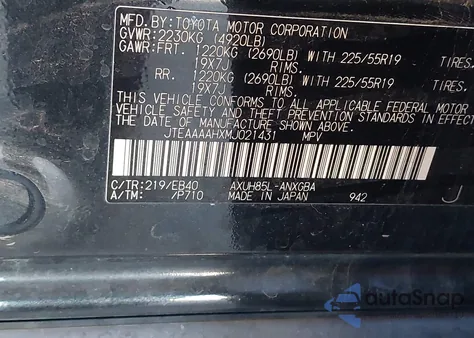 MFD.BY:TOYOTA MOTOR CORPORATION
GVWR:2230KG (4920LB)
GAWR:FRT. 1220KG (2690LB) WITH 225/55R19 TIRES,
19X7J RIMS.
RR. 1220KG (2690LB) WITH 225/55R19 TIRES,
19X7J RIMS.
THIS VEHICLE CONFORMS TO ALL APPLICABLE FEDERAL MOTOR
VEHICLE SAFETY AND THEFT PREVENTION STANDARDS IN EF
DATE OF MANUFACTURE SHOWN ABOVE.
JTEAAAAHXMJ021431 MPV
C/TR:219/EB40 AXUH85L-ANXGBA
A/TM: /P710 MADE IN JAPAN 942
autoSnap